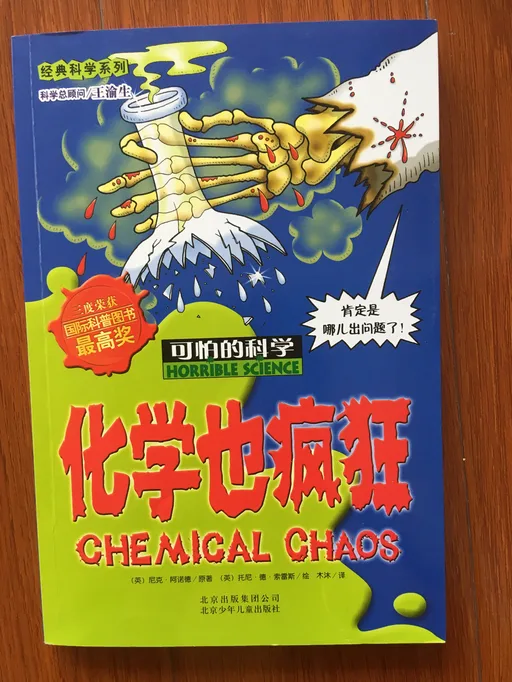 经典科学系列
科学总顾问/王渝生
肯定是
哪儿出问题了!
三度荣获
国际科普图书
最高奖
可怕的科学
HORRIBLE SCIENCE
化学也疯狂
CHEMICAL CHAOS
(英) 尼克·阿诺德/原著 (英) 托尼·德·索雷斯/绘 木沐/译
北京出版集团公司
北京少年儿童出版社